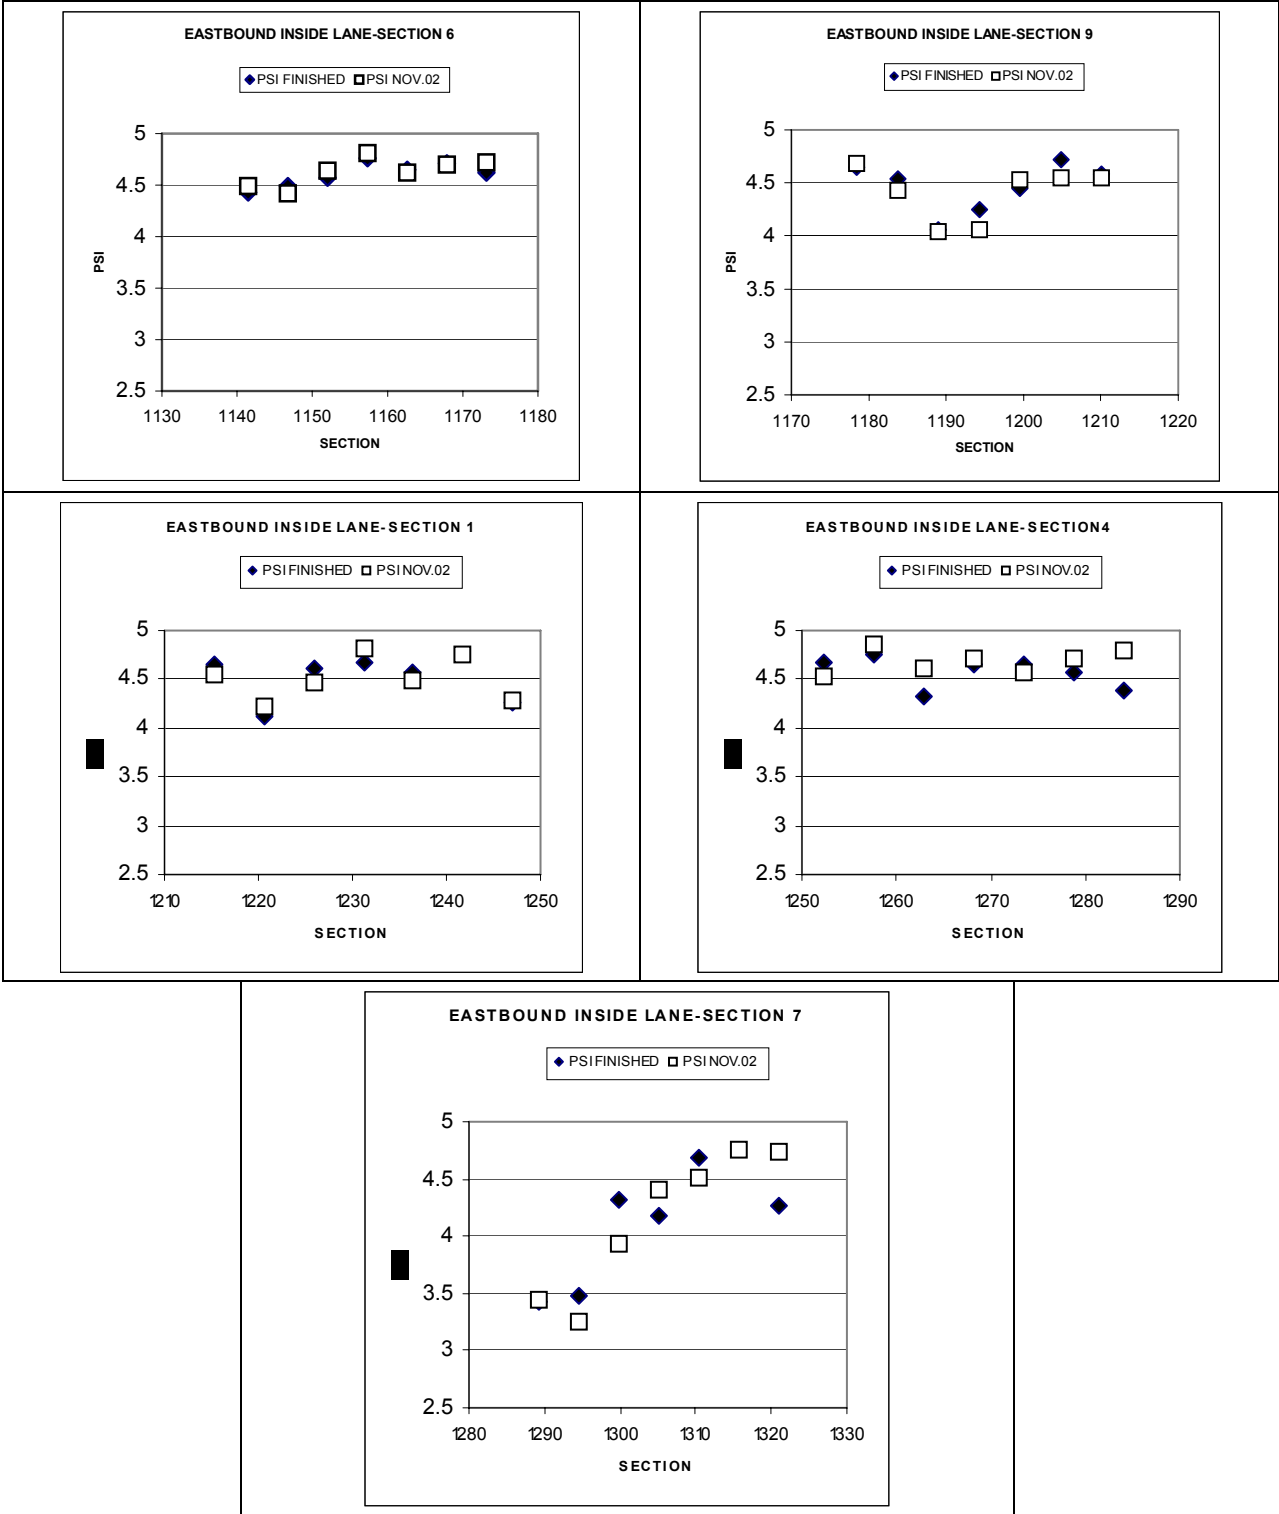 EASTBOUND INSIDE LANE-SECTION 6
PSI FINISHED PSI NOV.02
5
4.5
4
3.5
3
2.5
PSI
1130 1140 1150 1160 1170 1180
SECTION
EASTBOUND INSIDE LANE-SECTION 9
PSI FINISHED PSI NOV.02
5
4.5
4
3.5
3
2.5
PSI
1170 1180 1190 1200 1210 1220
SECTION
EASTBOUND INSIDE LANE-SECTION 1
PSI FINISHED PSI NOV.02
5
4.5
4
3.5
3
2.5
1210 1220 1230 1240 1250
SECTION
EASTBOUND INSIDE LANE-SECTION4
PSI FINISHED PSI NOV.02
5
4.5
4
3.5
3
2.5
1250 1260 1270 1280 1290
SECTION
EASTBOUND INSIDE LANE-SECTION 7
PSI FINISHED PSI NOV.02
5
4.5
4
3.5
3
2.5
1280 1290 1300 1310 1320 1330
SECTION